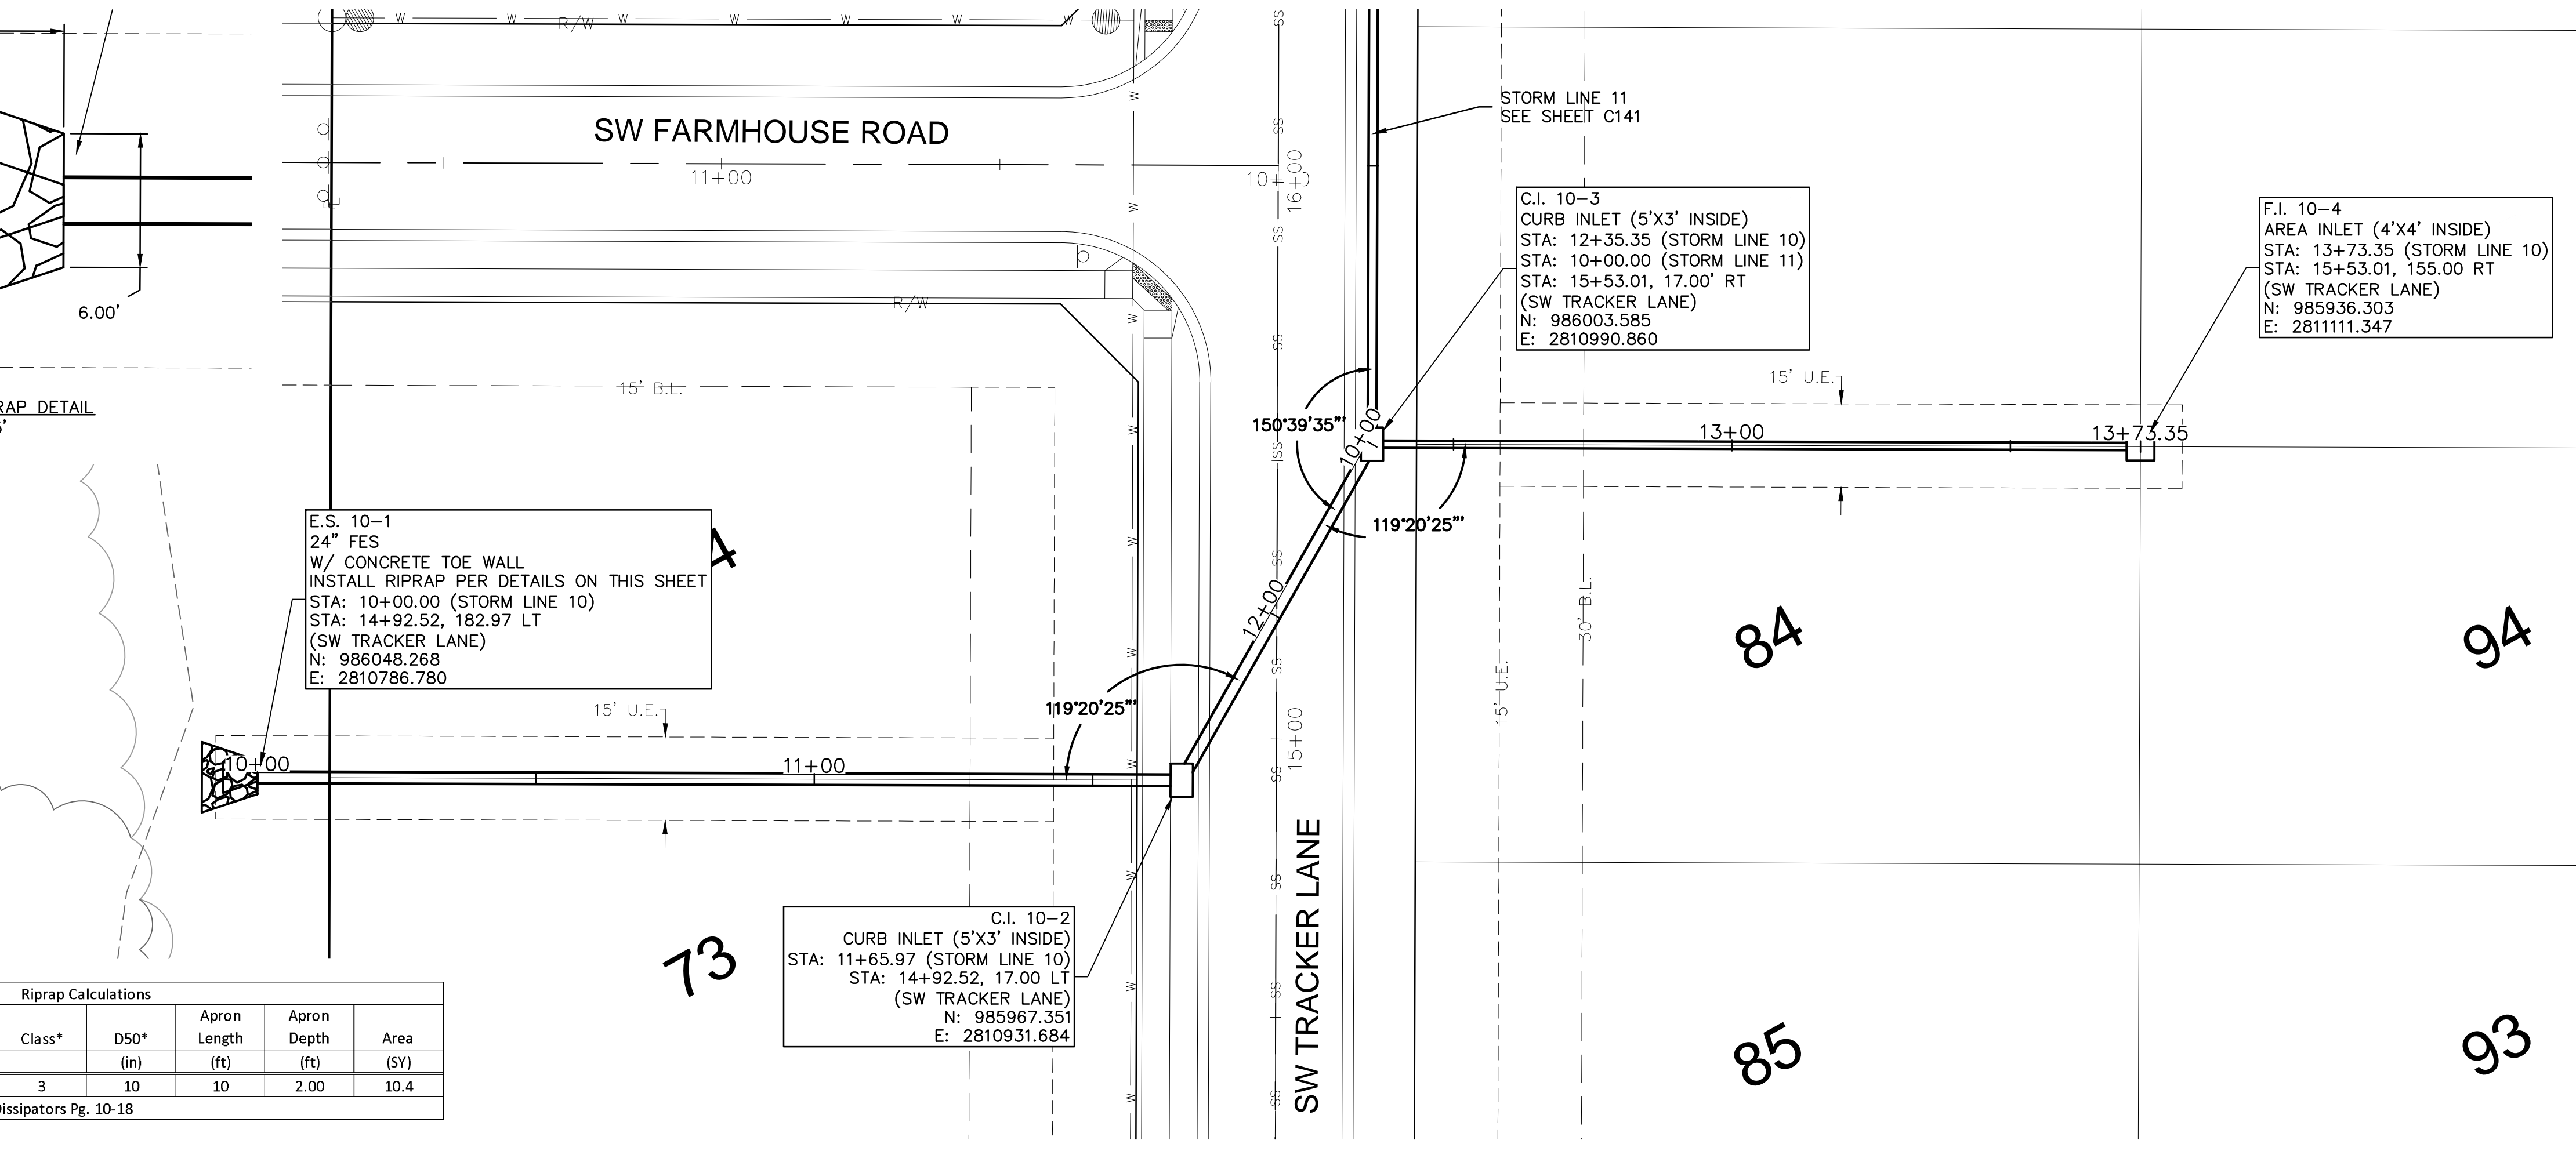 R/W
W W W W W W W
SW FARMHOUSE ROAD
11+00
10+00
16+00
STORM LINE 11
SEE SHEET C141
C.I. 10-3
CURB INLET (5'X3' INSIDE)
STA: 12+35.35 (STORM LINE 10)
STA: 10+00.00 (STORM LINE 11)
STA: 15+53.01, 17.00' RT
(SW TRACKER LANE)
N: 986003.585
E: 2810990.860
F.I. 10-4
AREA INLET (4'X4' INSIDE)
STA: 13+73.35 (STORM LINE 10)
STA: 15+53.01, 155.00 RT
(SW TRACKER LANE)
N: 985936.303
E: 2811111.347
6.00'
R/W
RAP DETAIL
15' B.L.
15' U.E.
150°39'35"'
10+00
13+00
13+73.35
119°20'25"'
E.S. 10-1
24" FES
W/ CONCRETE TOE WALL
INSTALL RIPRAP PER DETAILS ON THIS SHEET
STA: 10+00.00 (STORM LINE 10)
STA: 14+92.52, 182.97 LT
(SW TRACKER LANE)
N: 986048.268
E: 2810786.780
12+00
30' B.L.
15' U.E.
84
94
15' U.E.
119°20'25"'
10+00
11+00
15+00
SW TRACKER LANE
C.I. 10-2
CURB INLET (5'X3' INSIDE)
STA: 11+65.97 (STORM LINE 10)
STA: 14+92.52, 17.00 LT
(SW TRACKER LANE)
N: 985967.351
E: 2810931.684
73
85
93
Riprap Calculations
Class* D50* Apron Length Apron Depth Area
(in) (ft) (ft) (SY)
3 10 10 2.00 10.4
Dissipators Pg. 10-18